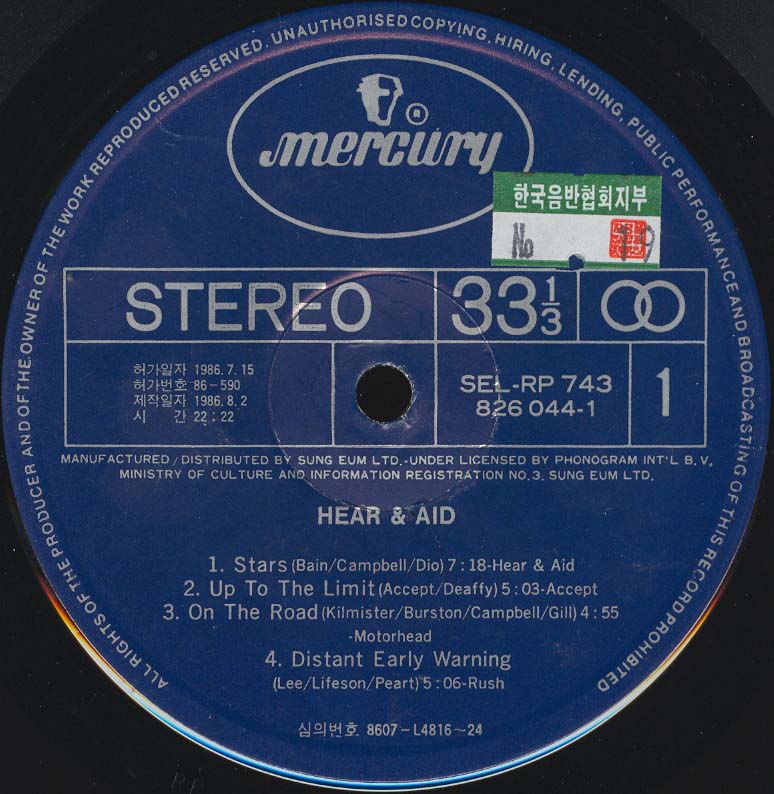 ALL RIGHTS OF THE PRODUCER AND OF THE OWNER OF THE WORK REPRODUCED RESERVED. UNAUTHORISED COPYING, HIRING, LENDING, PUBLIC PERFORMANCE AND BROADCASTING OF THIS RECORD PROHIBITED
mercury ®
한국음반협회지부
No 19
STEREO 33 1/3
허가일자 1986.7.15
허가번호 86-590
제작일자 1986.8.2
시 간 22:22
SEL-RP 743
826 044-1
1
MANUFACTURED/DISTRIBUTED BY SUNG EUM LTD.-UNDER LICENSED BY PHONOGRAM INT'L B.V.
MINISTRY OF CULTURE AND INFORMATION REGISTRATION NO.3. SUNG EUM LTD.
HEAR & AID
1. Stars (Bain/Campbell/Dio) 7:18-Hear & Aid
2. Up To The Limit (Accept/Deaffy) 5:03-Accept
3. On The Road (Kilmister/Burston/Campbell/Gill) 4:55
-Motorhead
4. Distant Early Warning
(Lee/Lifeson/Peart) 5:06-Rush
심의번호 8607-L4816~24